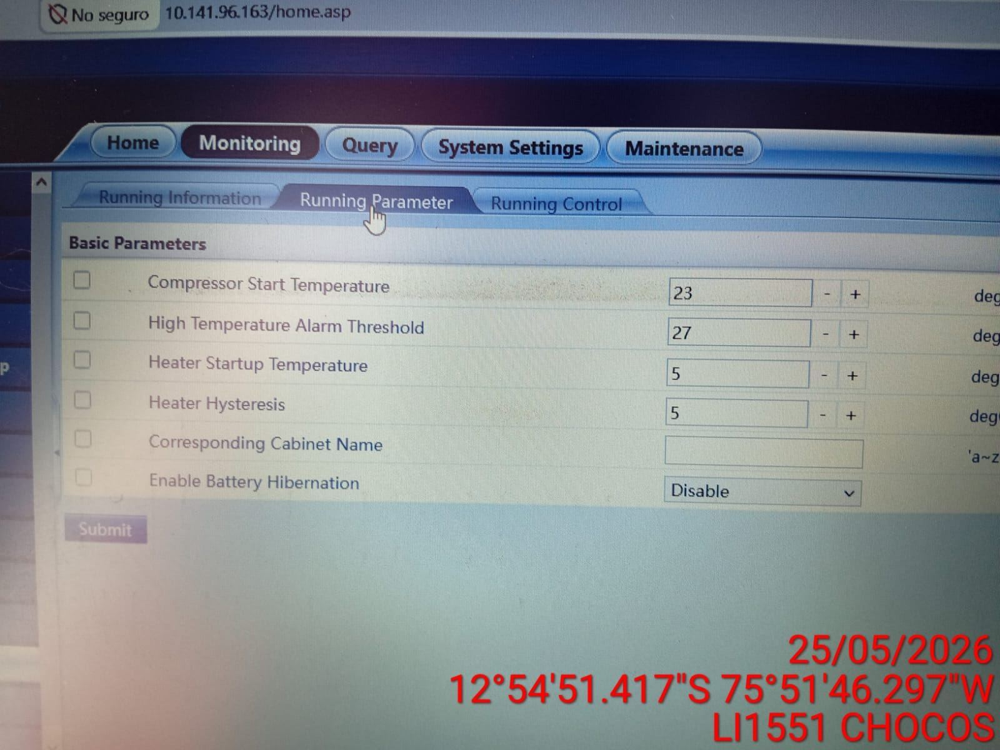 No seguro 10.141.96.163/home.asp
Home Monitoring Query System Settings Maintenance
Running Information Running Parameter Running Control
Basic Parameters
Compressor Start Temperature 23 - + deg
High Temperature Alarm Threshold 27 - + deg
Heater Startup Temperature 5 - + deg
Heater Hysteresis 5 - + deg
Corresponding Cabinet Name 'a~z
Enable Battery Hibernation Disable
Submit
p
25/05/2026
12°54'51.417"S 75°51'46.297"W
LI1551 CHOCOS